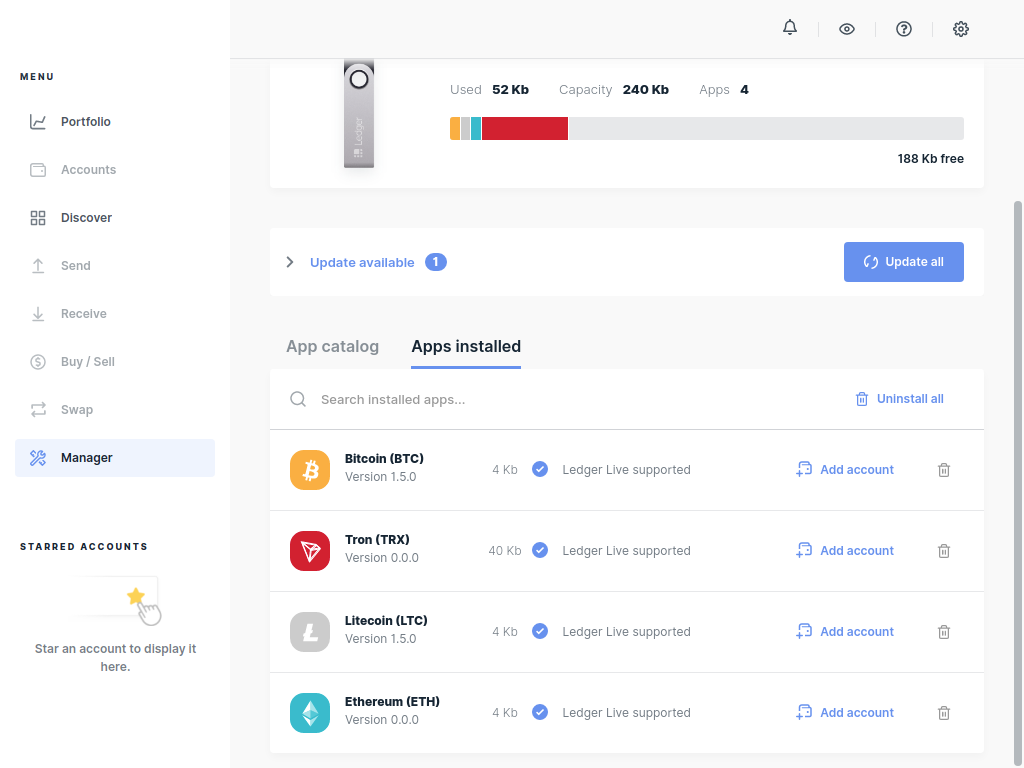 MENU
Portfolio
Accounts
Discover
Send
Receive
Buy / Sell
Swap
Manager
STARRED ACCOUNTS
Star an account to display it
here.
Ledger
Used 52 Kb Capacity 240 Kb Apps 4
188 Kb free
Update available 1
Update all
App catalog Apps installed
Search installed apps...
Uninstall all
Bitcoin (BTC)
Version 1.5.0
4 Kb Ledger Live supported Add account
Tron (TRX)
Version 0.0.0
40 Kb Ledger Live supported Add account
Litecoin (LTC)
Version 1.5.0
4 Kb Ledger Live supported Add account
Ethereum (ETH)
Version 0.0.0
4 Kb Ledger Live supported Add account